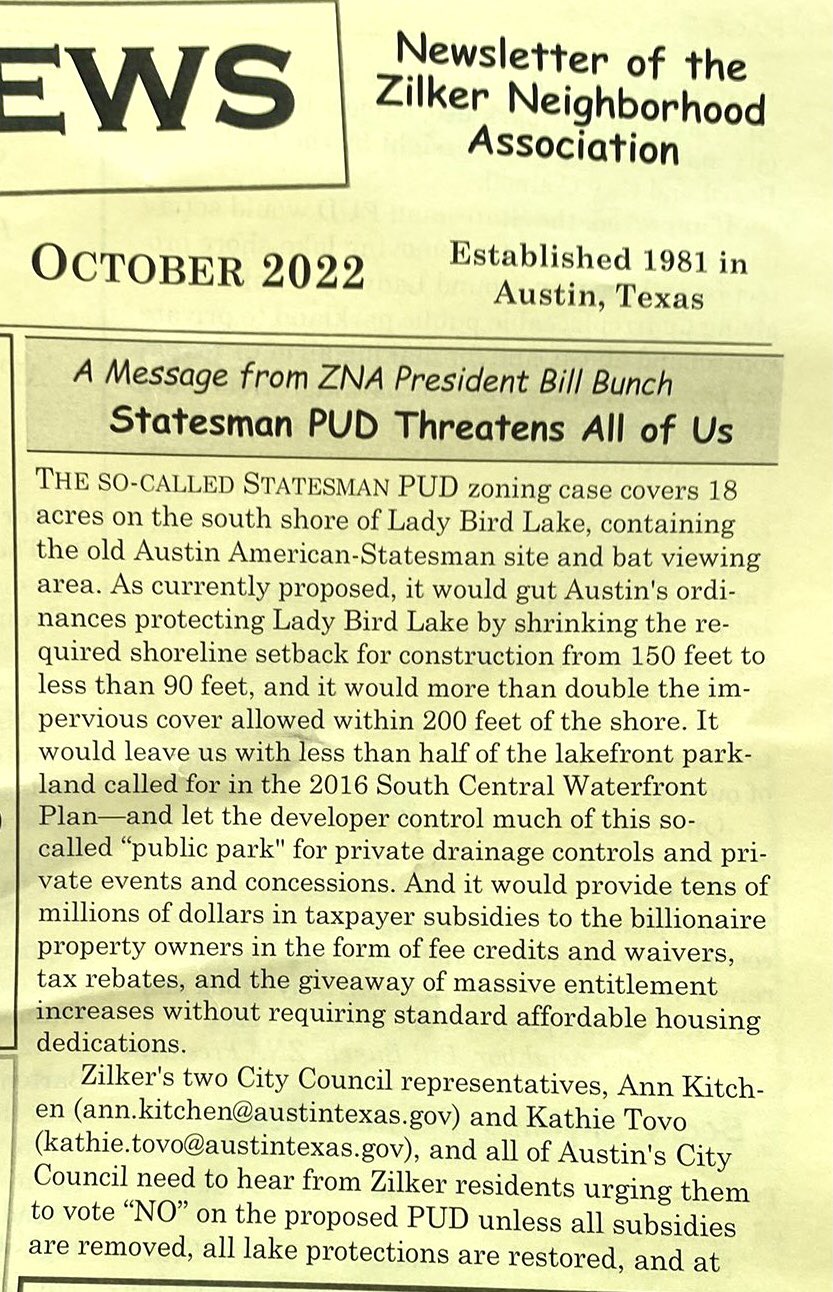 EWS
Newsletter of the
Zilker Neighborhood
Association
OCTOBER 2022
Established 1981 in
Austin, Texas
A Message from ZNA President Bill Bunch
Statesman PUD Threatens All of Us
THE SO-CALLED STATESMAN PUD zoning case covers 18
acres on the south shore of Lady Bird Lake, containing
the old Austin American-Statesman site and bat viewing
area. As currently proposed, it would gut Austin's ordi-
nances protecting Lady Bird Lake by shrinking the re-
quired shoreline setback for construction from 150 feet to
less than 90 feet, and it would more than double the im-
pervious cover allowed within 200 feet of the shore. It
would leave us with less than half of the lakefront park-
land called for in the 2016 South Central Waterfront
Plan—and let the developer control much of this so-
called “public park" for private drainage controls and pri-
vate events and concessions. And it would provide tens of
millions of dollars in taxpayer subsidies to the billionaire
property owners in the form of fee credits and waivers,
tax rebates, and the giveaway of massive entitlement
increases without requiring standard affordable housing
dedications.
Zilker's two City Council representatives, Ann Kitch-
en (ann.kitchen@austintexas.gov) and Kathie Tovo
(kathie.tovo@austintexas.gov), and all of Austin's City
Council need to hear from Zilker residents urging them
to vote “NO” on the proposed PUD unless all subsidies
are removed, all lake protections are restored, and at